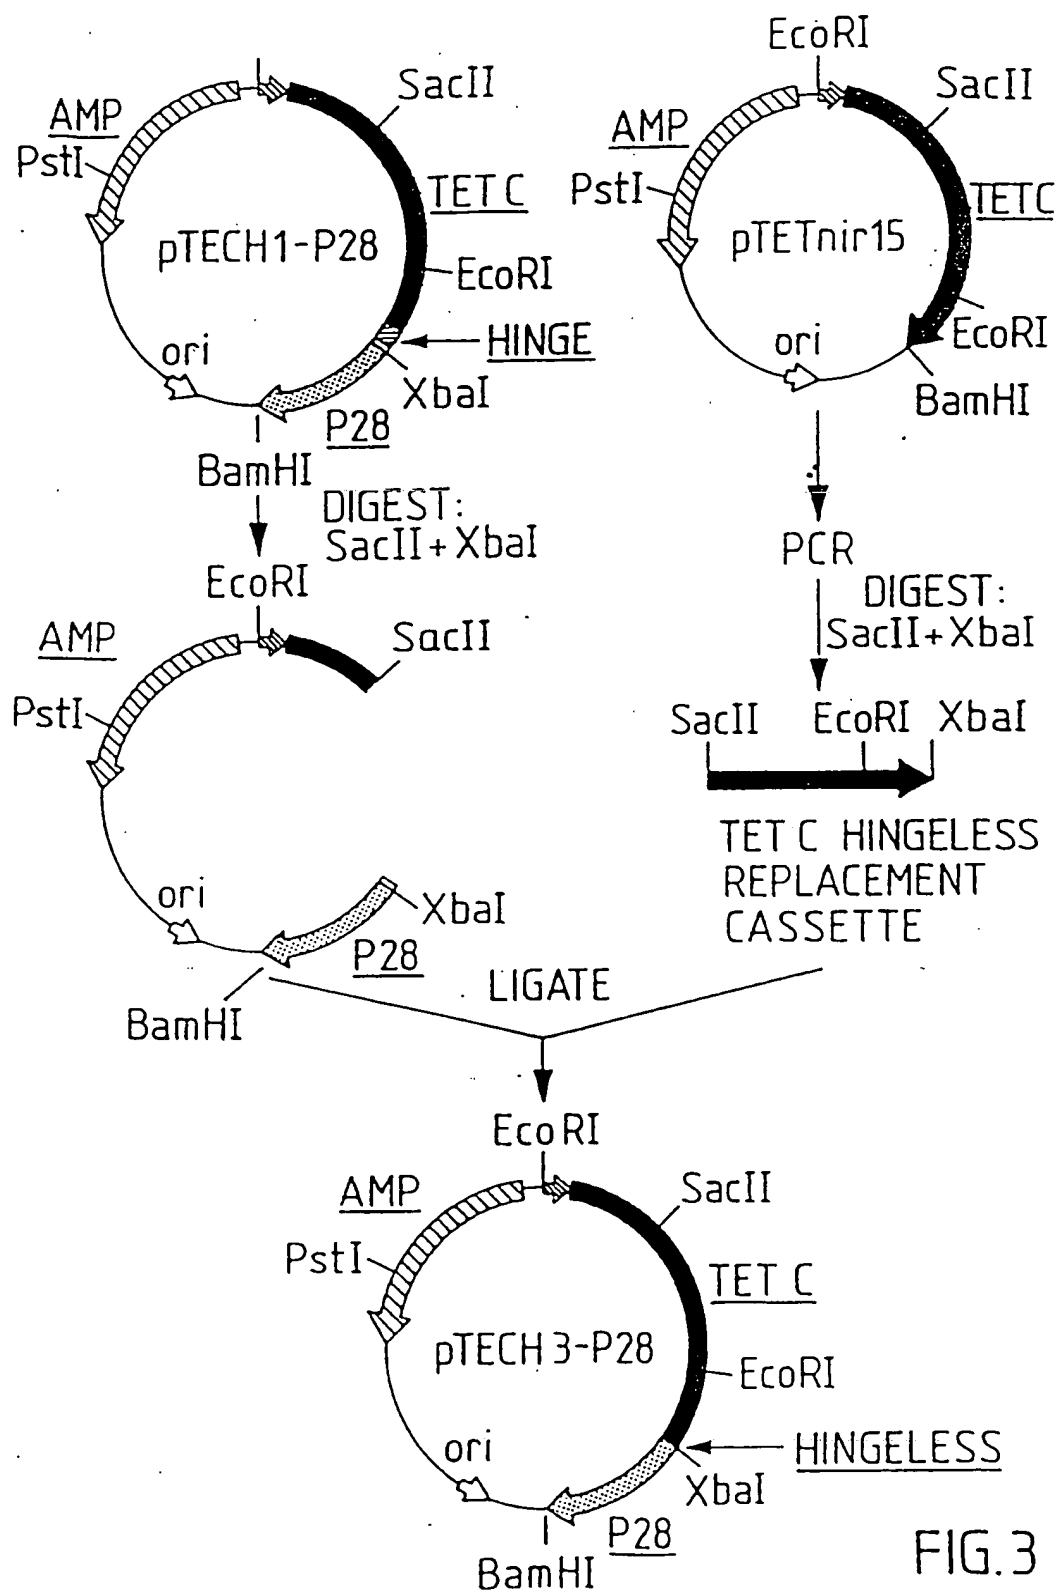 SacII
AMP
PstI
TET C
pTECH1-P28
EcoRI
ori
HINGE
XbaI
P28
BamHI
EcoRI
SacII
AMP
PstI
TETC
pTETnir15
ori
EcoRI
BamHI
DIGEST:
SacII+XbaI
PCR
DIGEST:
SacII+XbaI
EcoRI
AMP
SacII
PstI
ori
XbaI
P28
BamHI
SacII EcoRI XbaI
TET C HINGELESS
REPLACEMENT
CASSETTE
LIGATE
EcoRI
AMP
SacII
PstI
TET C
pTECH3-P28
EcoRI
ori
HINGELESS
XbaI
P28
BamHI
FIG.3